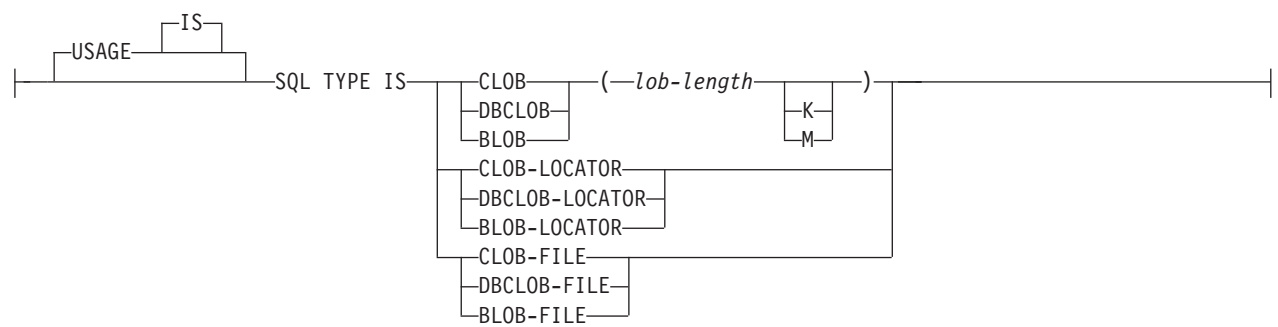 IS
USAGE
SQL TYPE IS CLOB ( lob-length )
DBCLOB K
BLOB M
CLOB-LOCATOR
DBCLOB-LOCATOR
BLOB-LOCATOR
CLOB-FILE
DBCLOB-FILE
BLOB-FILE